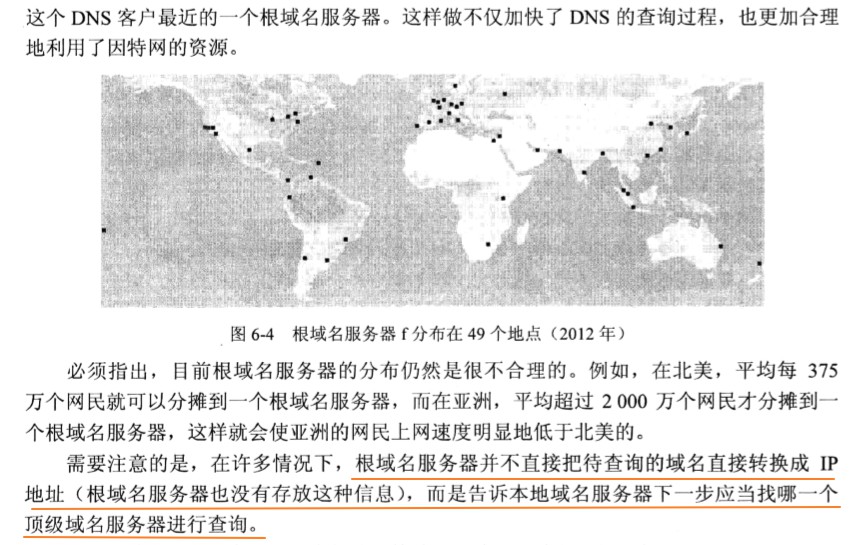 这个 DNS 客户最近的一个根域名服务器。这样做不仅加快了 DNS 的查询过程，也更加合理
地利用了因特网的资源。
图 6-4 根域名服务器 f 分布在 49 个地点（2012 年）
必须指出，目前根域名服务器的分布仍然是很不合理的。例如，在北美，平均每 375
万个网民就可以分摊到一个根域名服务器，而在亚洲，平均超过 2 000 万个网民才分摊到一
个根域名服务器，这样就会使亚洲的网民上网速度明显地低于北美的。
需要注意的是，在许多情况下，根域名服务器并不直接把待查询的域名直接转换成 IP
地址（根域名服务器也没有存放这种信息），而是告诉本地域名服务器下一步应当找哪一个
顶级域名服务器进行查询。